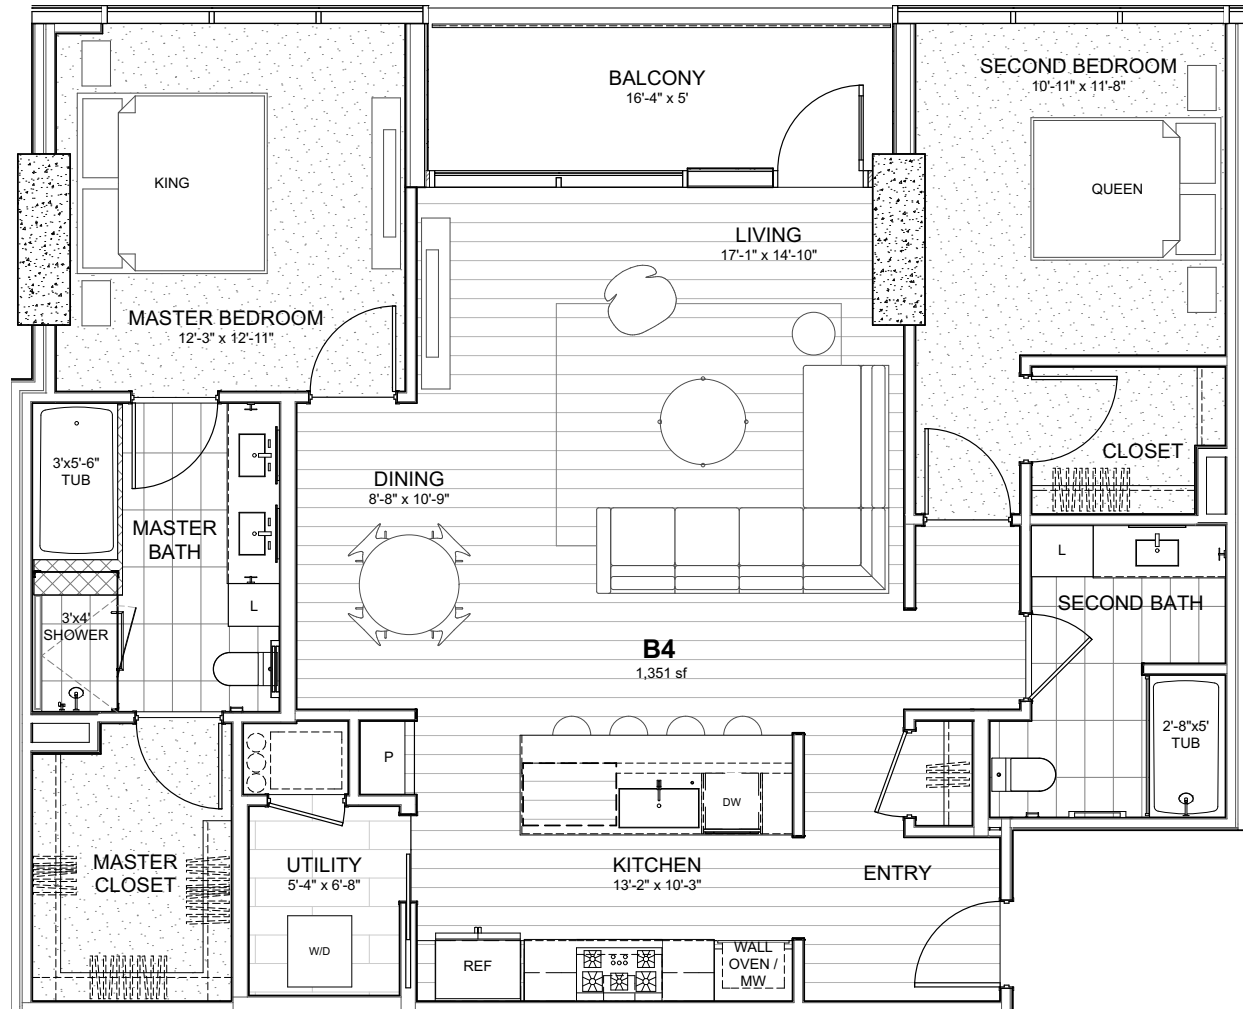 BALCONY
16'-4" x 5'
SECOND BEDROOM
10'-11" x 11'-8"
KING
QUEEN
LIVING
17'-1" x 14'-10"
MASTER BEDROOM
12'-3" x 12'-11"
3'x5'-6"
TUB
CLOSET
DINING
8'-8" x 10'-9"
MASTER
BATH
L
L
SECOND BATH
3'x4'
SHOWER
B4
1,351 sf
2'-8"x5'
TUB
P
DW
MASTER
CLOSET
UTILITY
5'-4" x 6'-8"
KITCHEN
13'-2" x 10'-3"
ENTRY
W/D
REF
WALL
OVEN /
MW